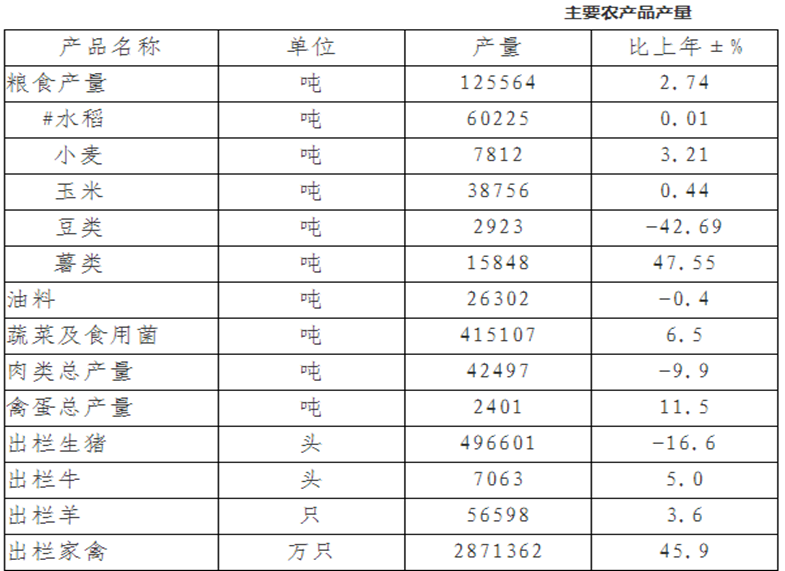 主要农产品产量
产品名称 单位 产量 比上年±%
粮食产量 吨 125564 2.74
#水稻 吨 60225 0.01
小麦 吨 7812 3.21
玉米 吨 38756 0.44
豆类 吨 2923 -42.69
薯类 吨 15848 47.55
油料 吨 26302 -0.4
蔬菜及食用菌 吨 415107 6.5
肉类总产量 吨 42497 -9.9
禽蛋总产量 吨 2401 11.5
出栏生猪 头 496601 -16.6
出栏牛 头 7063 5.0
出栏羊 只 56598 3.6
出栏家禽 万只 2871362 45.9